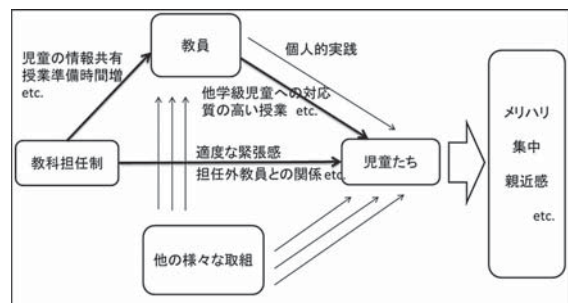 教員
個人的実践
児童の情報共有
授業準備時間増
etc.
他学級児童への対応
質の高い授業 etc.
メリハリ
集中
親近感
etc.
教科担任制
適度な緊張感
担任外教員との関係 etc.
児童たち
他の様々な取組